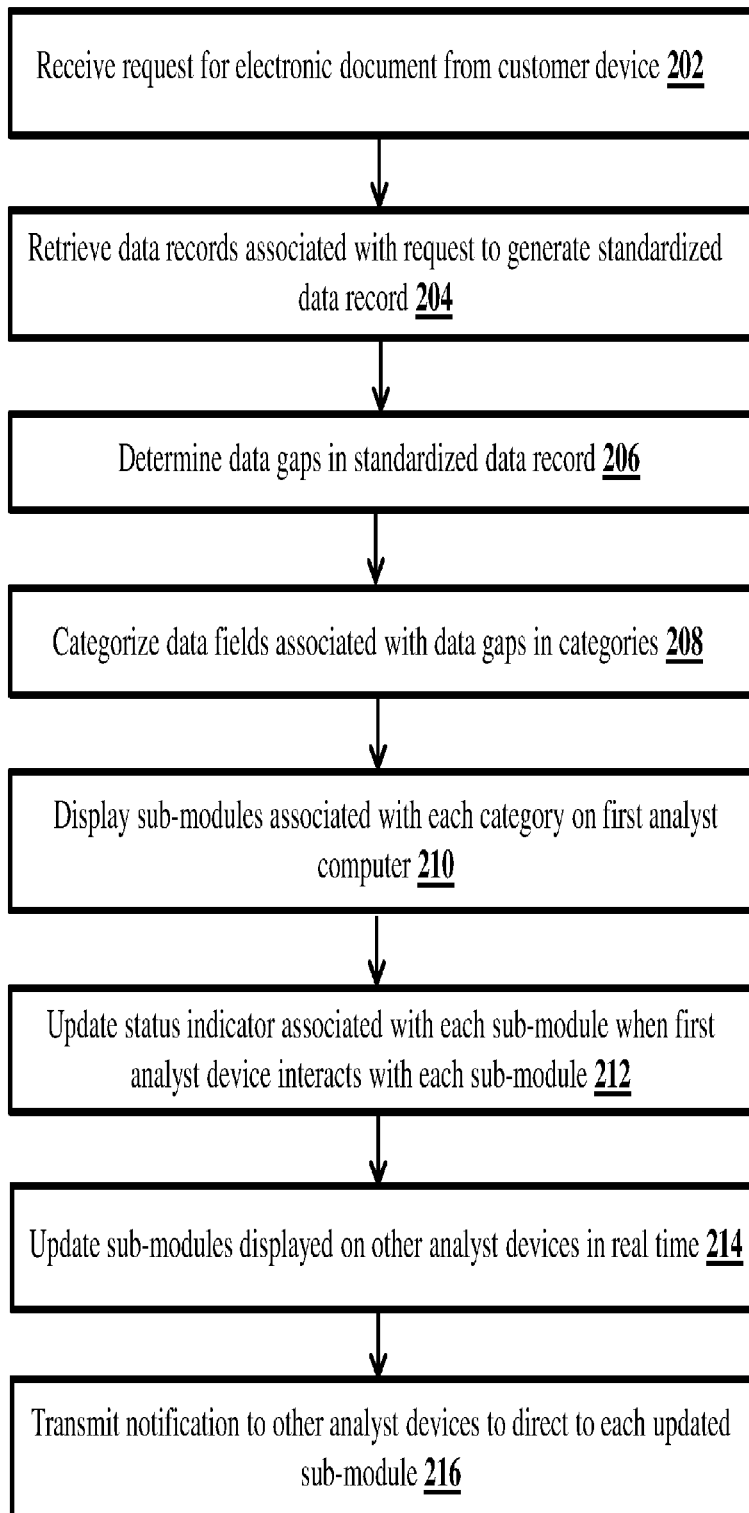 Receive request for electronic document from customer device 202
Retrieve data records associated with request to generate standardized
data record 204
Determine data gaps in standardized data record 206
Categorize data fields associated with data gaps in categories 208
Display sub-modules associated with each category on first analyst
computer 210
Update status indicator associated with each sub-module when first
analyst device interacts with each sub-module 212
Update sub-modules displayed on other analyst devices in real time 214
Transmit notification to other analyst devices to direct to each updated
sub-module 216